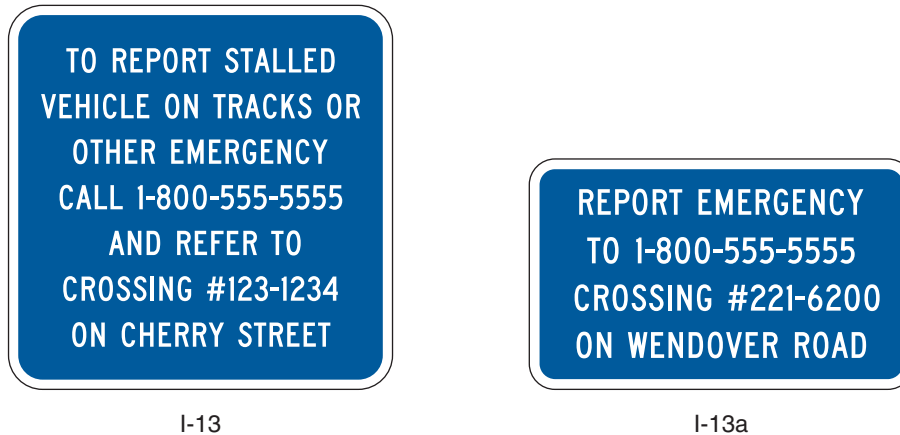 TO REPORT STALLED
VEHICLE ON TRACKS OR
OTHER EMERGENCY
CALL 1-800-555-5555
AND REFER TO
CROSSING #123-1234
ON CHERRY STREET
I-13
REPORT EMERGENCY
TO 1-800-555-5555
CROSSING #221-6200
ON WENDOVER ROAD
I-13a